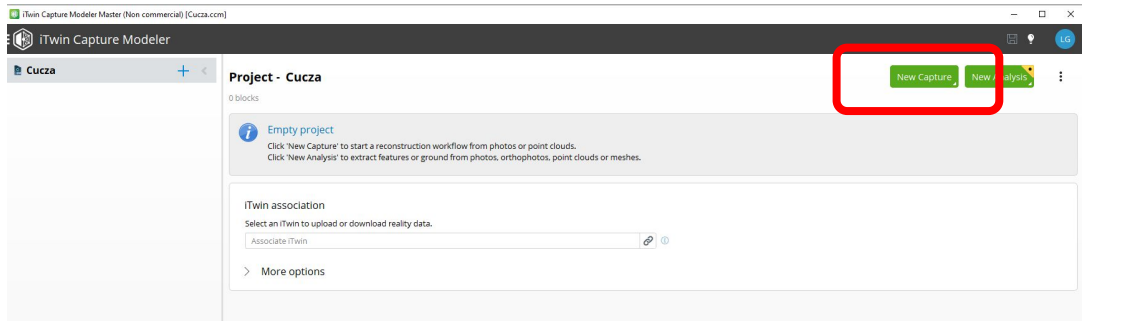 iTwin Capture Modeler Master (Non commercial) [Cucza.ccm]
iTwin Capture Modeler
LG
Cucza
Project - Cucza
New Capture
New Analysis
0 blocks
Empty project
Click 'New Capture' to start a reconstruction workflow from photos or point clouds.
Click 'New Analysis' to extract features or ground from photos, orthophotos, point clouds or meshes.
iTwin association
Select an iTwin to upload or download reality data.
Associate iTwin
More options